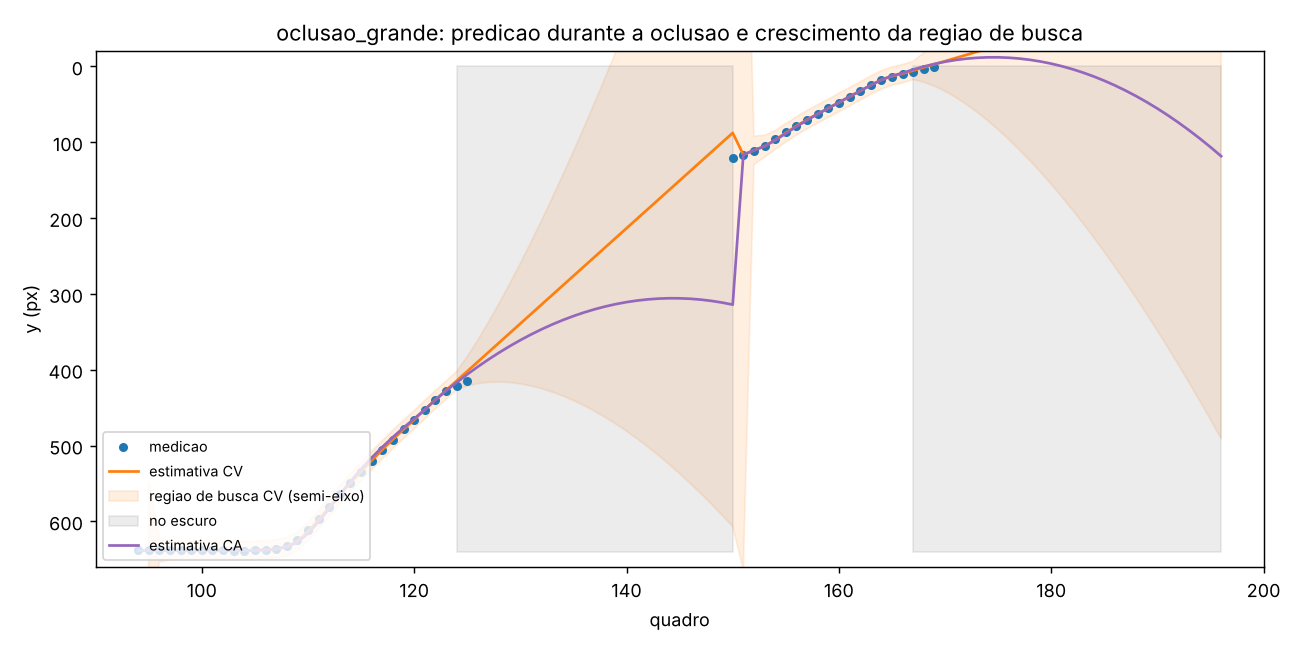 oclusao_grande: predicao durante a oclusao e crescimento da regiao de busca
y (px)
0
100
200
300
400
500
600
medicao
estimativa CV
regiao de busca CV (semi-eixo)
no escuro
estimativa CA
100
120
140
160
180
200
quadro